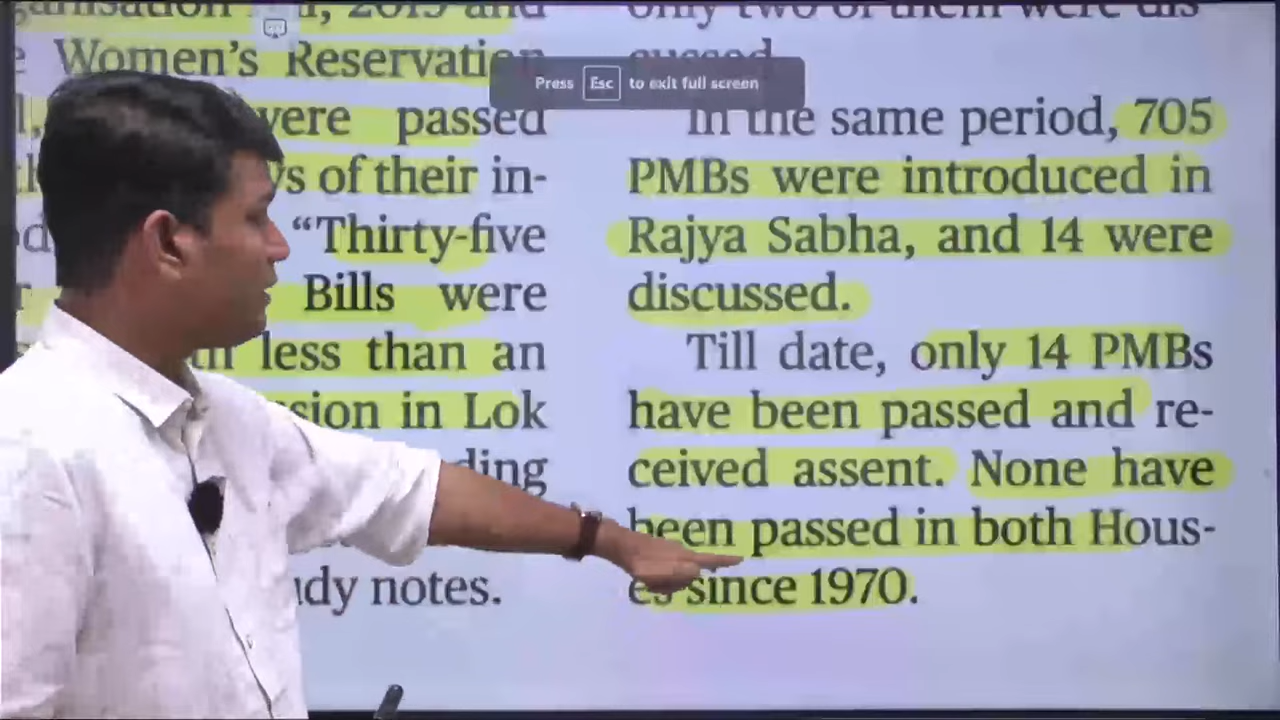 ganisation and
Women's Reservation
were passed
ys of their in-
“Thirty-five
Bills were
less than an
sion in Lok
ding
dy notes.
Press Esc to exit full screen
only two of them were dis
cussed
In the same period, 705
PMBs were introduced in
Rajya Sabha, and 14 were
discussed.
Till date, only 14 PMBs
have been passed and re-
ceived assent. None have
been passed in both Hous-
es since 1970.